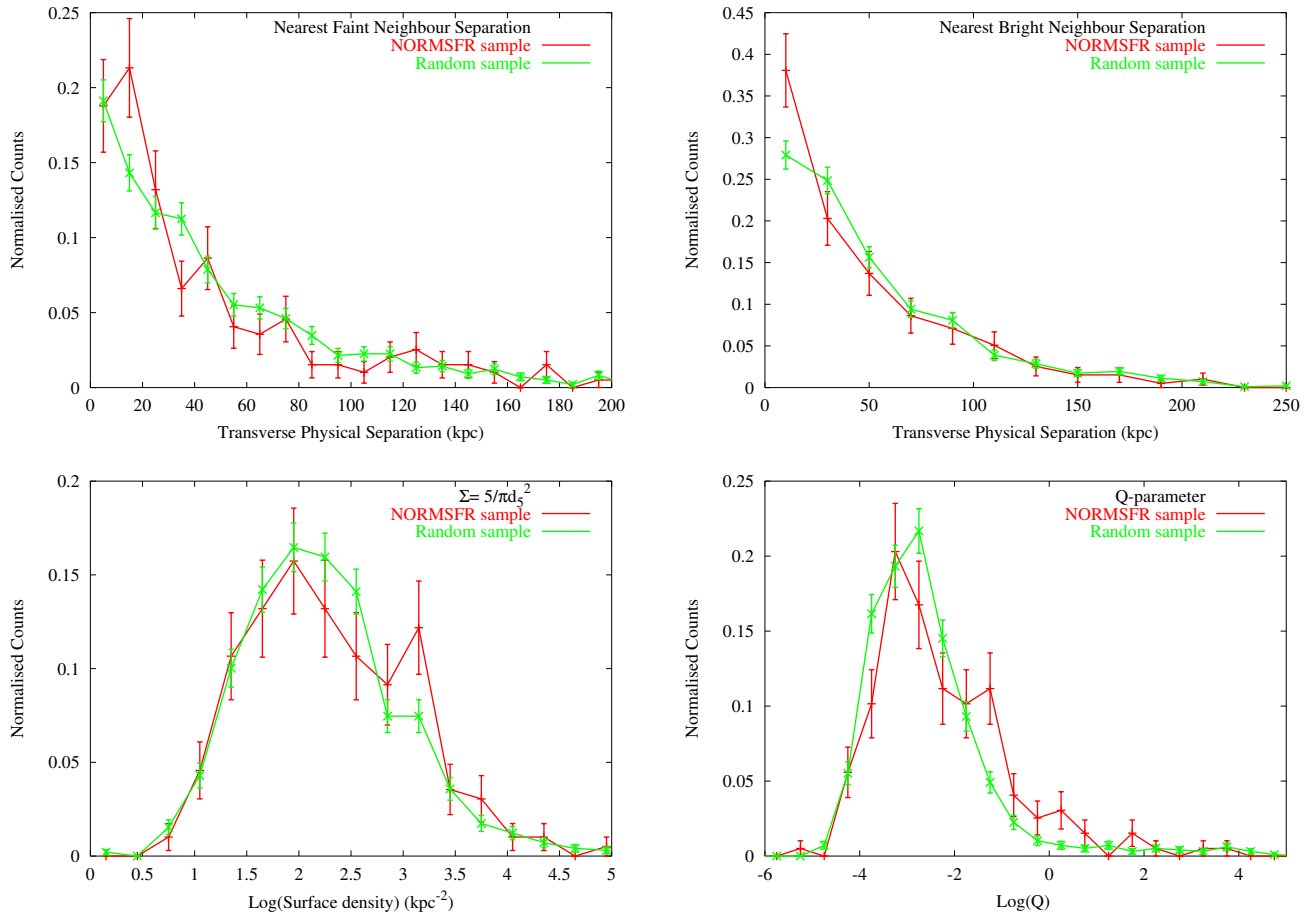 Nearest Faint Neighbour Separation
NORMSFR sample
Random sample
Normalised Counts
0.25
0.2
0.15
0.1
0.05
0
0 20 40 60 80 100 120 140 160 180 200
Transverse Physical Separation (kpc)
Nearest Bright Neighbour Separation
NORMSFR sample
Random sample
Normalised Counts
0.45
0.4
0.35
0.3
0.25
0.2
0.15
0.1
0.05
0
0 50 100 150 200 250
Transverse Physical Separation (kpc)
Σ= 5/πd₅²
NORMSFR sample
Random sample
Normalised Counts
0.2
0.15
0.1
0.05
0
0 0.5 1 1.5 2 2.5 3 3.5 4 4.5 5
Log(Surface density) (kpc⁻²)
Q-parameter
NORMSFR sample
Random sample
Normalised Counts
0.25
0.2
0.15
0.1
0.05
0
-6 -4 -2 0 2 4
Log(Q)